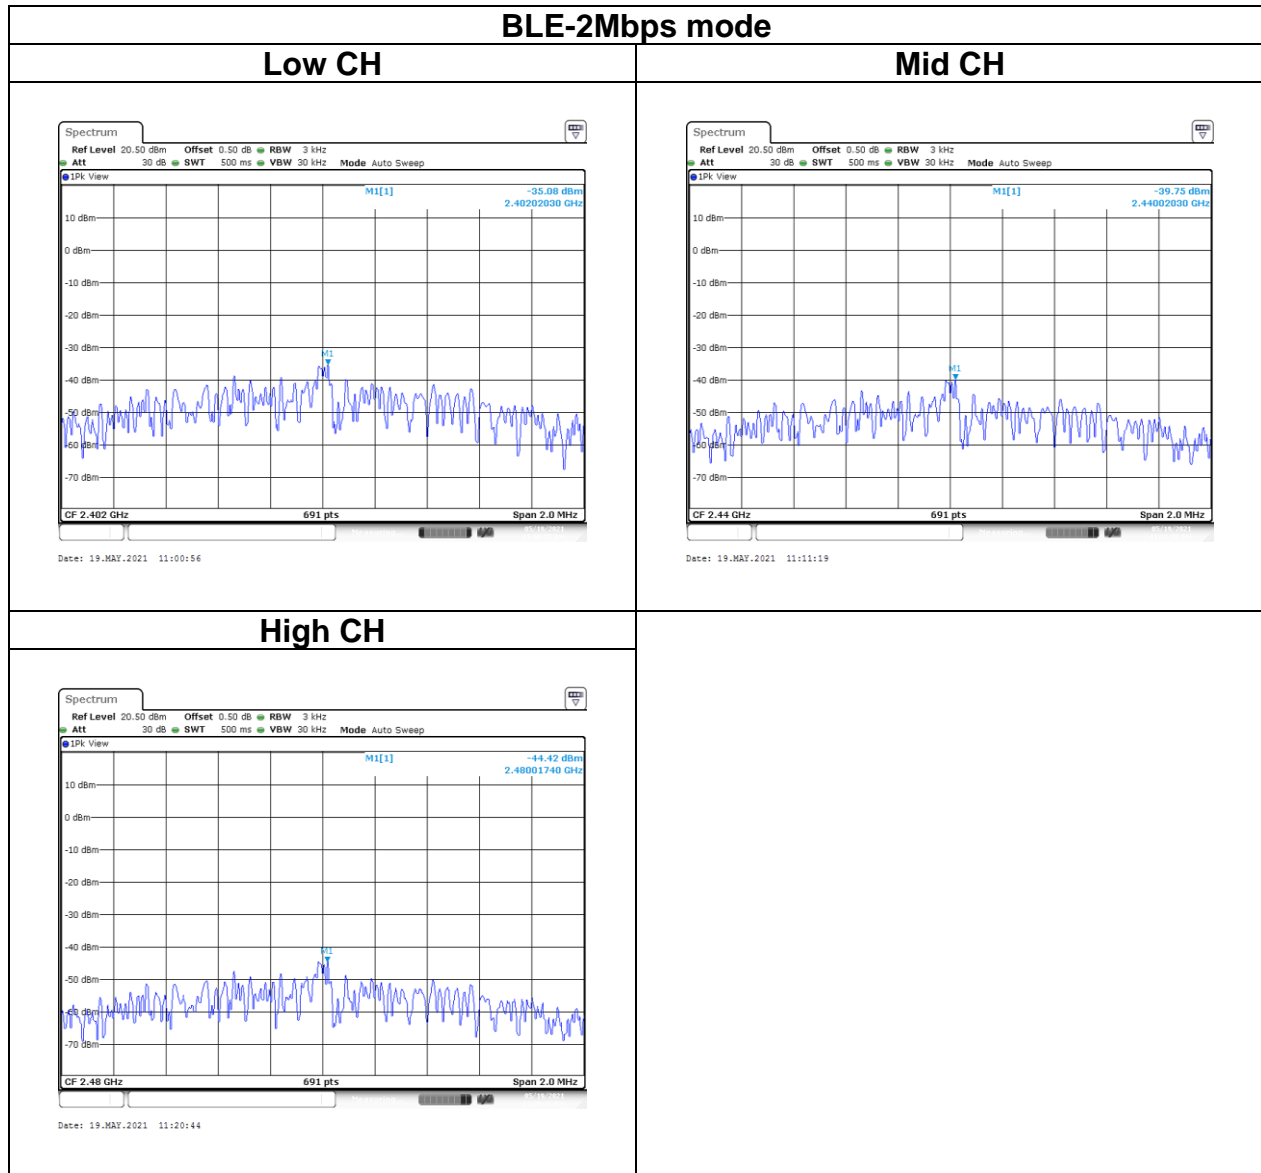 BLE-2Mbps mode
Low CH
Mid CH
Spectrum
Ref Level 20.50 dBm Offset 0.50 dB RBW 3 kHz
Att 30 dB SWT 500 ms VBW 30 kHz Mode Auto Sweep
1Pk View
M1[1] -35.08 dBm
2.40202030 GHz
10 dBm
0 dBm
-10 dBm
-20 dBm
-30 dBm
M1
-40 dBm
-50 dBm
-60 dBm
-70 dBm
CF 2.402 GHz 691 pts Span 2.0 MHz
Date: 19.MAY.2021 11:00:56
Spectrum
Ref Level 20.50 dBm Offset 0.50 dB RBW 3 kHz
Att 30 dB SWT 500 ms VBW 30 kHz Mode Auto Sweep
1Pk View
M1[1] -39.75 dBm
2.44002030 GHz
10 dBm
0 dBm
-10 dBm
-20 dBm
-30 dBm
M1
-40 dBm
-50 dBm
-60 dBm
-70 dBm
CF 2.44 GHz 691 pts Span 2.0 MHz
Date: 19.MAY.2021 11:11:19
High CH
Spectrum
Ref Level 20.50 dBm Offset 0.50 dB RBW 3 kHz
Att 30 dB SWT 500 ms VBW 30 kHz Mode Auto Sweep
1Pk View
M1[1] -44.42 dBm
2.48001740 GHz
10 dBm
0 dBm
-10 dBm
-20 dBm
-30 dBm
-40 dBm
M1
-50 dBm
-60 dBm
-70 dBm
CF 2.48 GHz 691 pts Span 2.0 MHz
Date: 19.MAY.2021 11:20:44